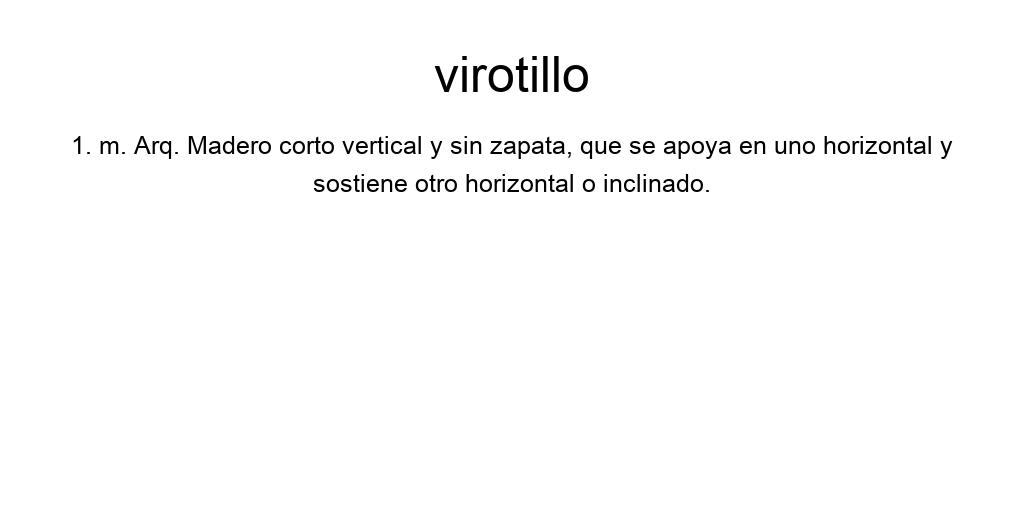 virotillo
1. m. Arq. Madero corto vertical y sin zapata, que se apoya en uno horizontal y
sostiene otro horizontal o inclinado.